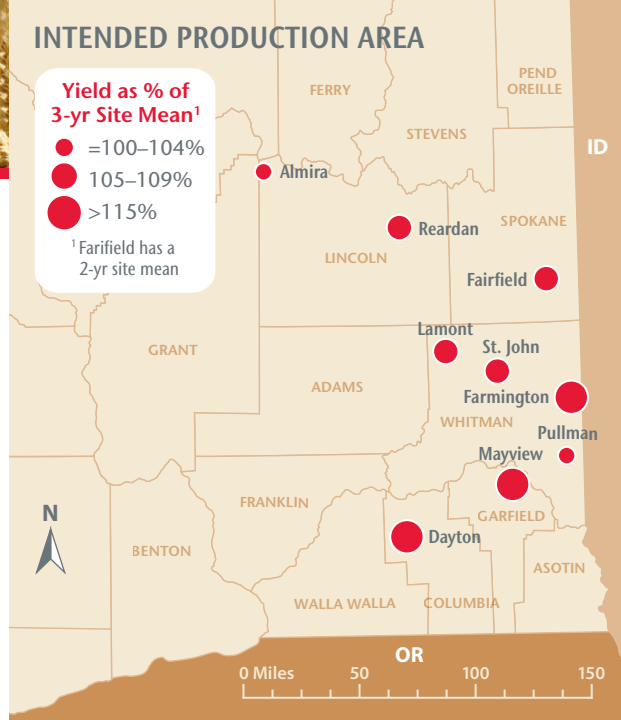 INTENDED PRODUCTION AREA
Yield as % of
3-yr Site Mean¹
=100–104%
105–109%
>115%
¹ Farifield has a
2-yr site mean
FERRY
PEND
OREILLE
STEVENS
ID
Almira
Reardan
SPOKANE
LINCOLN
Fairfield
Lamont
GRANT
St. John
ADAMS
Farmington
WHITMAN
Pullman
Mayview
N
FRANKLIN
GARFIELD
BENTON
Dayton
ASOTIN
WALLA WALLA
COLUMBIA
OR
0 Miles 50 100 150